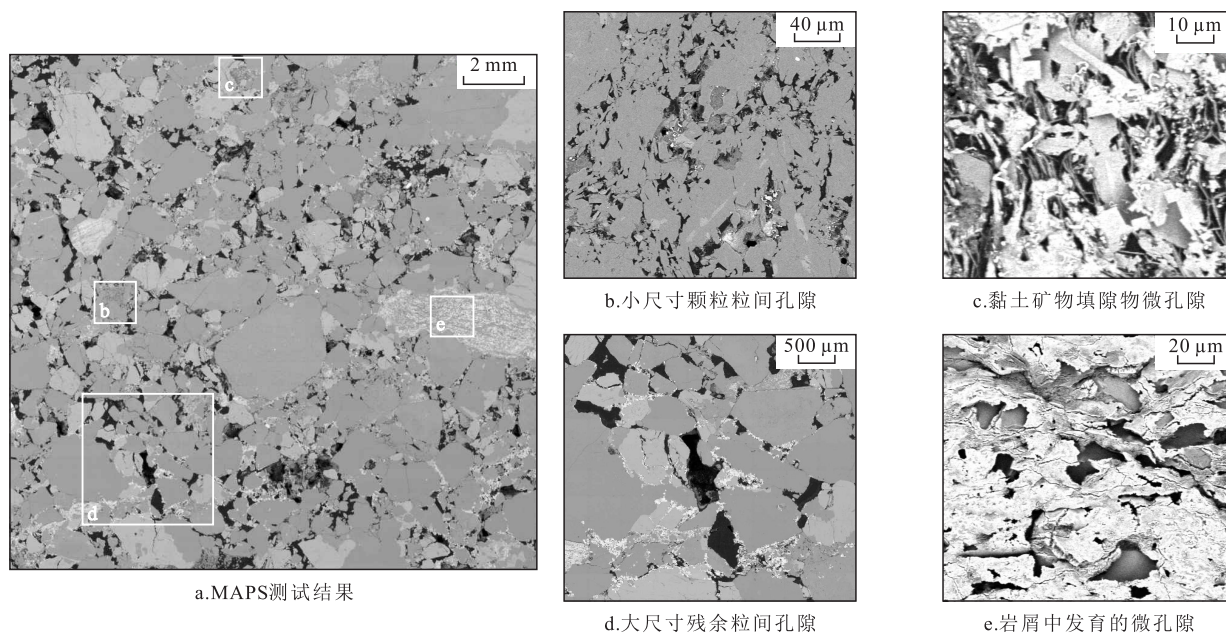 2 mm
c
b
e
d
a.MAPS测试结果
40 μm
b.小尺寸颗粒粒间孔隙
10 μm
c.黏土矿物填隙物微孔隙
500 μm
d.大尺寸残余粒间孔隙
20 μm
e.岩屑中发育的微孔隙